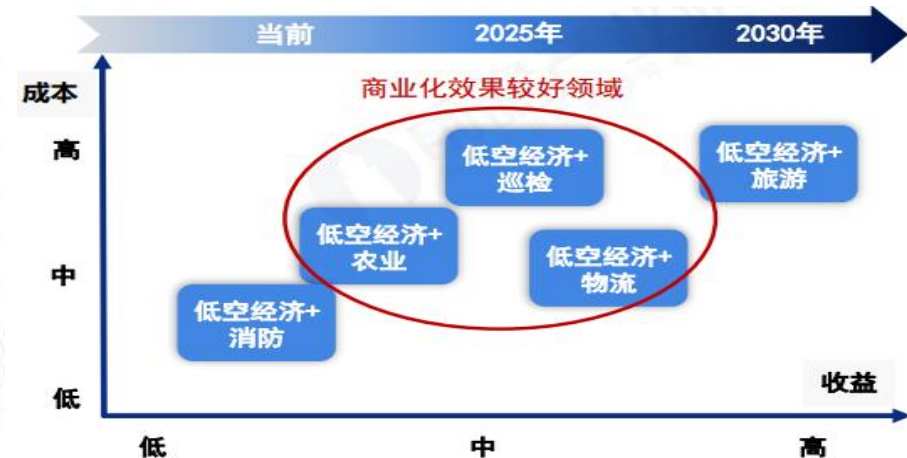 当前 2025年 2030年
商业化效果较好领域
成本
高
中
低
低空经济+
巡检
低空经济+
旅游
低空经济+
农业
低空经济+
物流
低空经济+
消防
收益
低 中 高